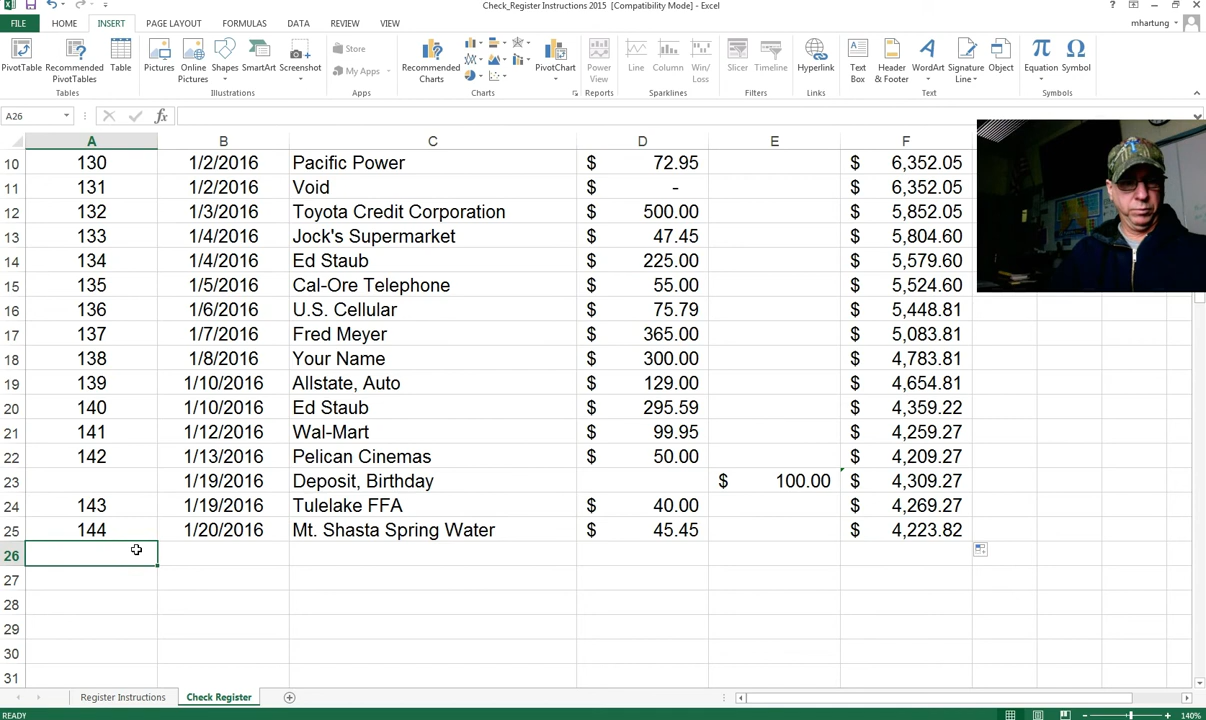 Check_Register Instructions 2015 [Compatibility Mode] - Excel
FILE HOME INSERT PAGE LAYOUT FORMULAS DATA REVIEW VIEW mhartung
PivotTable Recommended PivotTables Table Pictures Online Pictures Shapes SmartArt Screenshot Store My Apps Recommended Charts PivotChart Power View Line Column Win/Loss Slicer Timeline Hyperlink Text Box Header & Footer WordArt Signature Line Object Equation Symbol
Tables Illustrations Apps Charts Reports Sparklines Filters Links Text Symbols
A26 fx
A B C D E F
10 130 1/2/2016 Pacific Power $ 72.95 $ 6,352.05
11 131 1/2/2016 Void $ - $ 6,352.05
12 132 1/3/2016 Toyota Credit Corporation $ 500.00 $ 5,852.05
13 133 1/4/2016 Jock's Supermarket $ 47.45 $ 5,804.60
14 134 1/4/2016 Ed Staub $ 225.00 $ 5,579.60
15 135 1/5/2016 Cal-Ore Telephone $ 55.00 $ 5,524.60
16 136 1/6/2016 U.S. Cellular $ 75.79 $ 5,448.81
17 137 1/7/2016 Fred Meyer $ 365.00 $ 5,083.81
18 138 1/8/2016 Your Name $ 300.00 $ 4,783.81
19 139 1/10/2016 Allstate, Auto $ 129.00 $ 4,654.81
20 140 1/10/2016 Ed Staub $ 295.59 $ 4,359.22
21 141 1/12/2016 Wal-Mart $ 99.95 $ 4,259.27
22 142 1/13/2016 Pelican Cinemas $ 50.00 $ 4,209.27
23 1/19/2016 Deposit, Birthday $ 100.00 $ 4,309.27
24 143 1/19/2016 Tulelake FFA $ 40.00 $ 4,269.27
25 144 1/20/2016 Mt. Shasta Spring Water $ 45.45 $ 4,223.82
26
27
28
29
30
31
Register Instructions Check Register
READY 140%